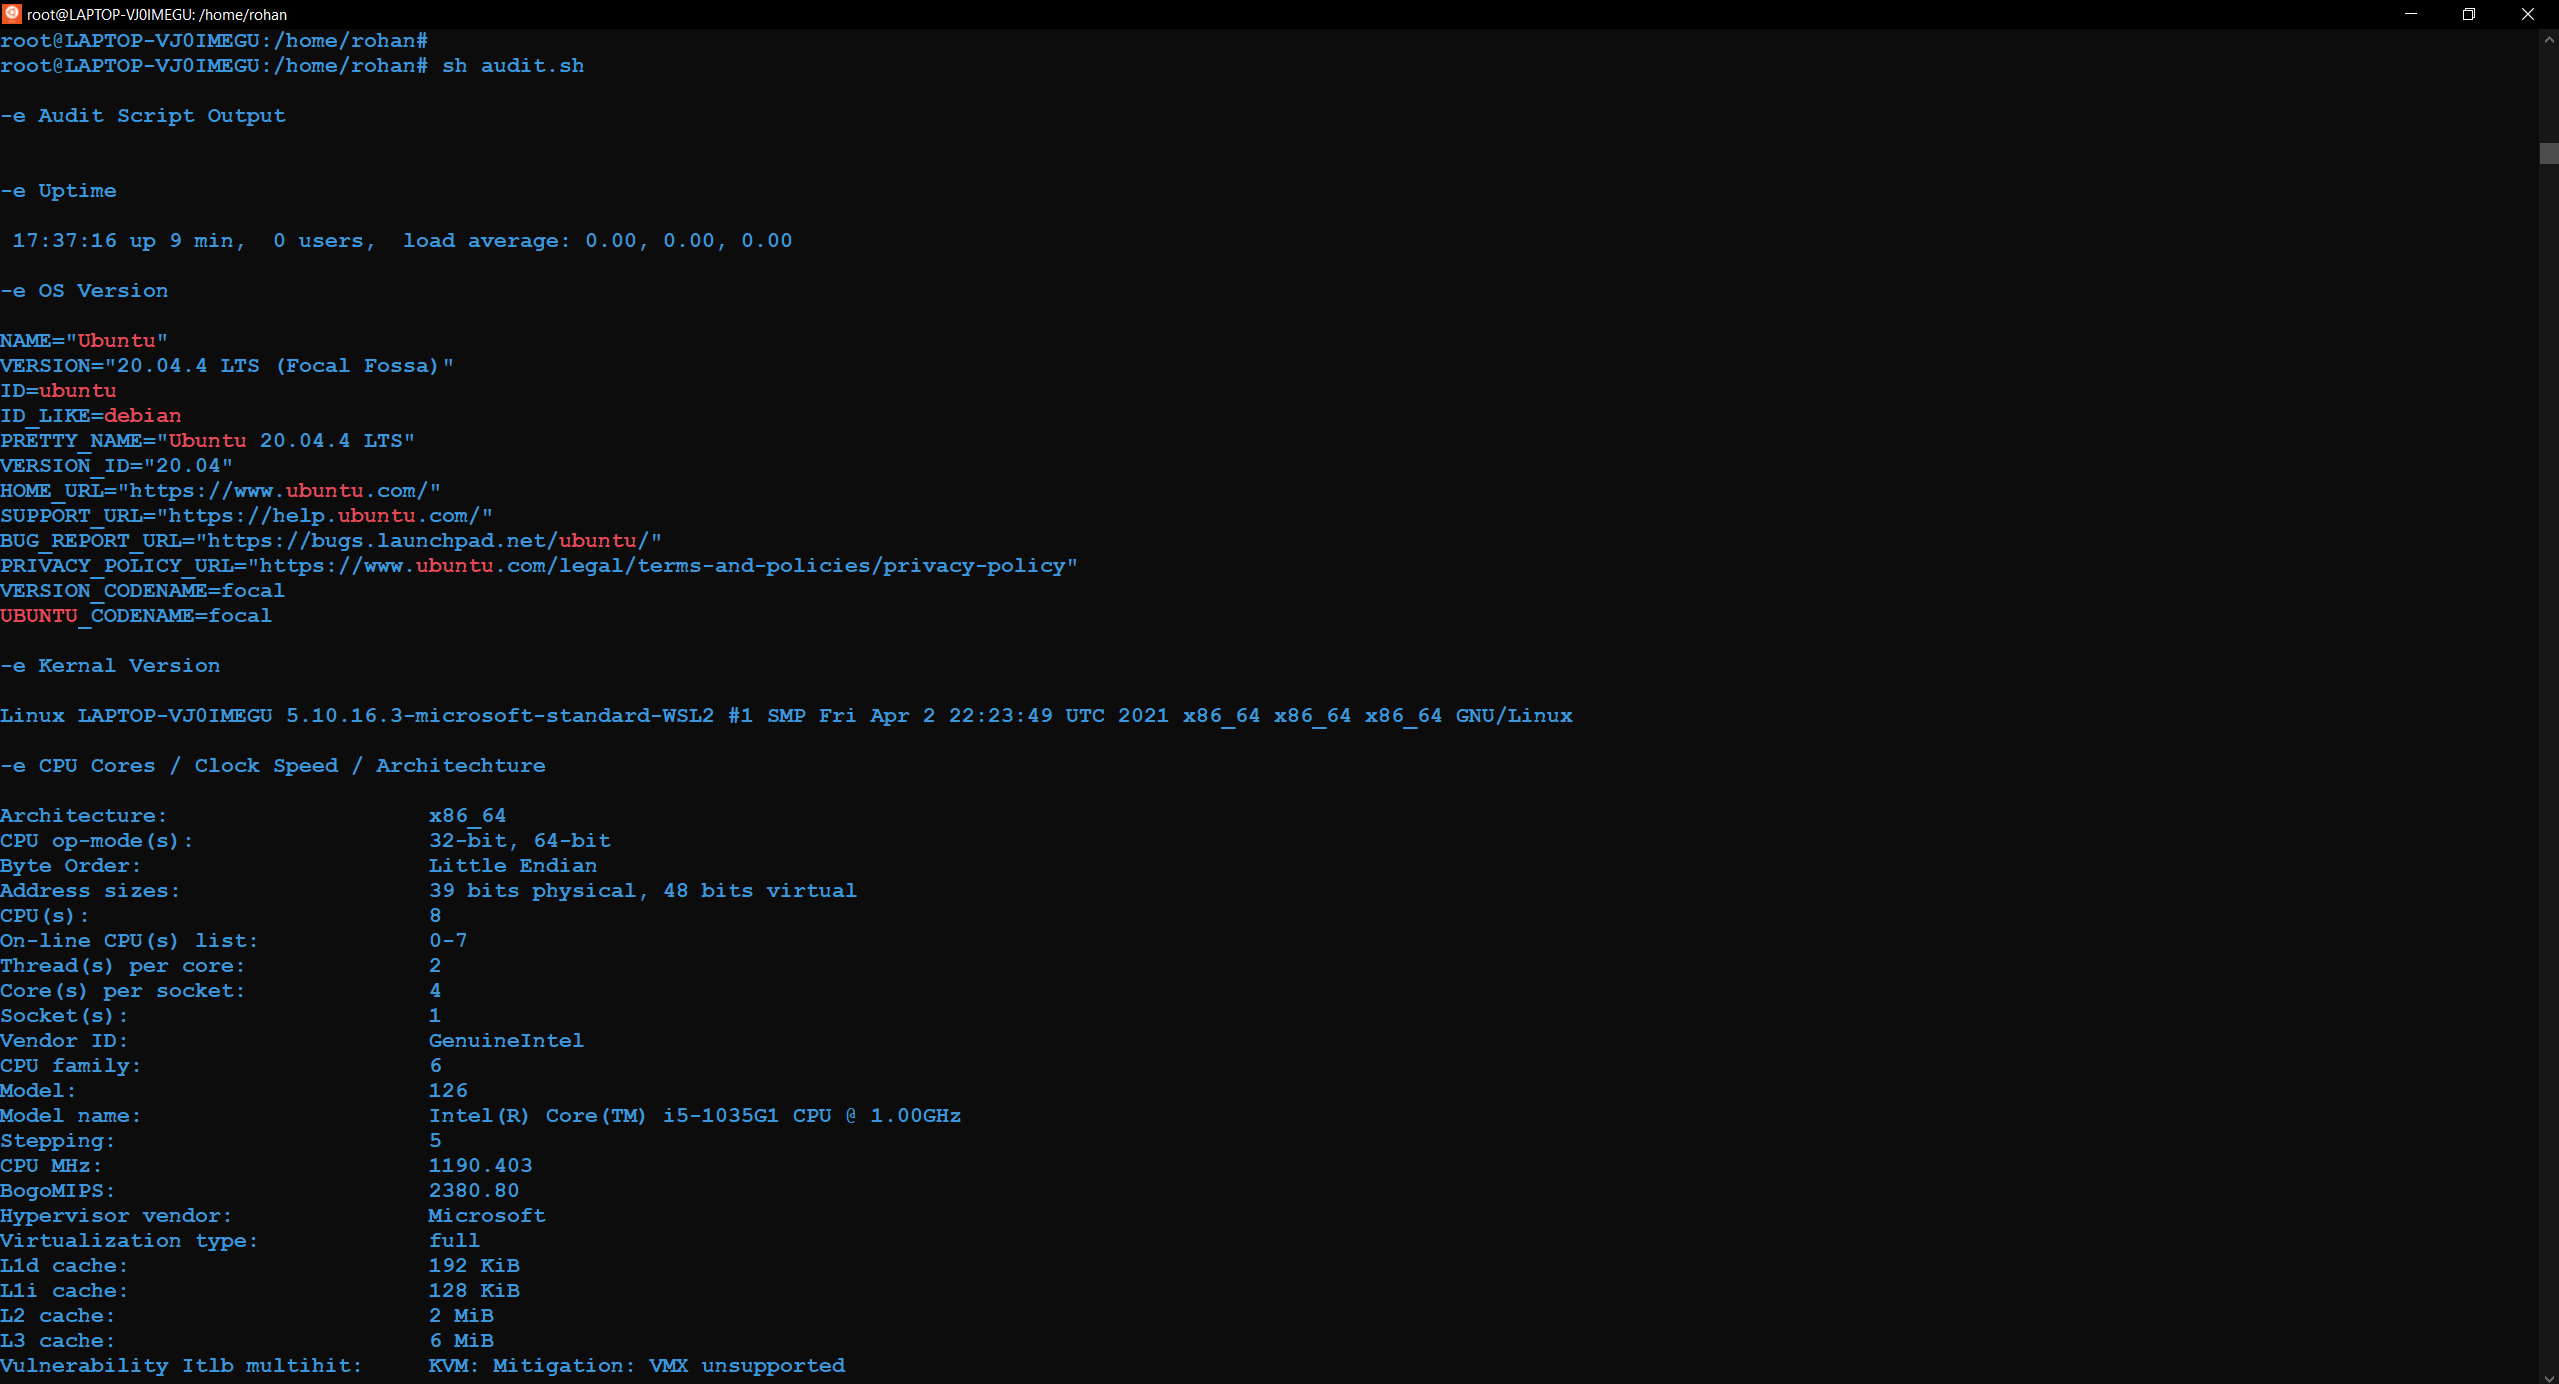 root@LAPTOP-VJ0IMEGU: /home/rohan
root@LAPTOP-VJ0IMEGU:/home/rohan#
root@LAPTOP-VJ0IMEGU:/home/rohan# sh audit.sh
-e Audit Script Output
-e Uptime
17:37:16 up 9 min,  0 users,  load average: 0.00, 0.00, 0.00
-e OS Version
NAME="Ubuntu"
VERSION="20.04.4 LTS (Focal Fossa)"
ID=ubuntu
ID_LIKE=debian
PRETTY_NAME="Ubuntu 20.04.4 LTS"
VERSION_ID="20.04"
HOME_URL="https://www.ubuntu.com/"
SUPPORT_URL="https://help.ubuntu.com/"
BUG_REPORT_URL="https://bugs.launchpad.net/ubuntu/"
PRIVACY_POLICY_URL="https://www.ubuntu.com/legal/terms-and-policies/privacy-policy"
VERSION_CODENAME=focal
UBUNTU_CODENAME=focal
-e Kernal Version
Linux LAPTOP-VJ0IMEGU 5.10.16.3-microsoft-standard-WSL2 #1 SMP Fri Apr 2 22:23:49 UTC 2021 x86_64 x86_64 x86_64 GNU/Linux
-e CPU Cores / Clock Speed / Architechture
Architecture: x86_64
CPU op-mode(s): 32-bit, 64-bit
Byte Order: Little Endian
Address sizes: 39 bits physical, 48 bits virtual
CPU(s): 8
On-line CPU(s) list: 0-7
Thread(s) per core: 2
Core(s) per socket: 4
Socket(s): 1
Vendor ID: GenuineIntel
CPU family: 6
Model: 126
Model name: Intel(R) Core(TM) i5-1035G1 CPU @ 1.00GHz
Stepping: 5
CPU MHz: 1190.403
BogoMIPS: 2380.80
Hypervisor vendor: Microsoft
Virtualization type: full
L1d cache: 192 KiB
L1i cache: 128 KiB
L2 cache: 2 MiB
L3 cache: 6 MiB
Vulnerability Itlb multihit: KVM: Mitigation: VMX unsupported